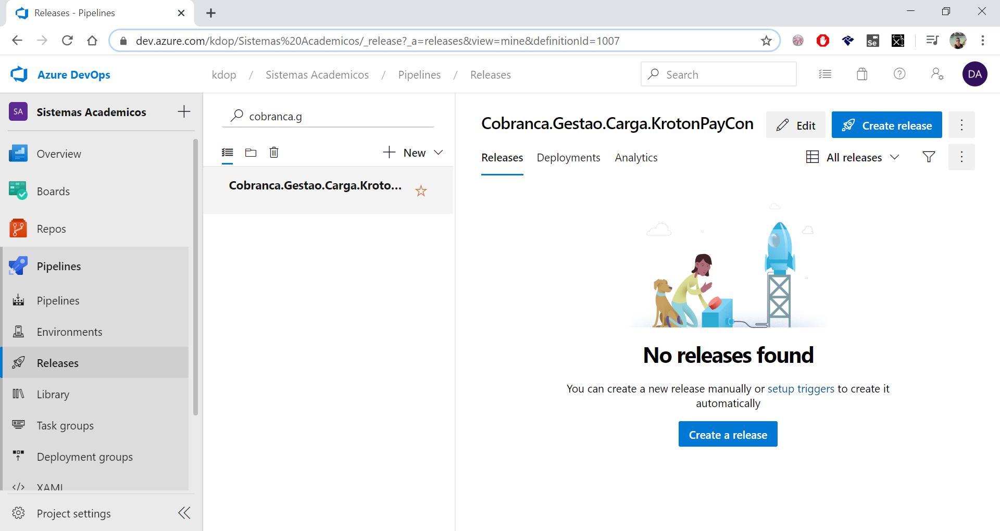 Releases - Pipelines
dev.azure.com/kdop/Sistemas%20Academicos/_release?_a=releases&view=mine&definitionId=1007
Se
Azure DevOps
kdop / Sistemas Academicos / Pipelines / Releases
Search
DA
SA
Sistemas Academicos
Overview
Boards
Repos
Pipelines
Pipelines
Environments
Releases
Library
Task groups
Deployment groups
XAML
Project settings
cobranca.g
New
Cobranca.Gestao.Carga.Kroto...
Cobranca.Gestao.Carga.KrotonPayCon
Edit
Create release
Releases
Deployments
Analytics
All releases
No releases found
You can create a new release manually or setup triggers to create it
automatically
Create a release